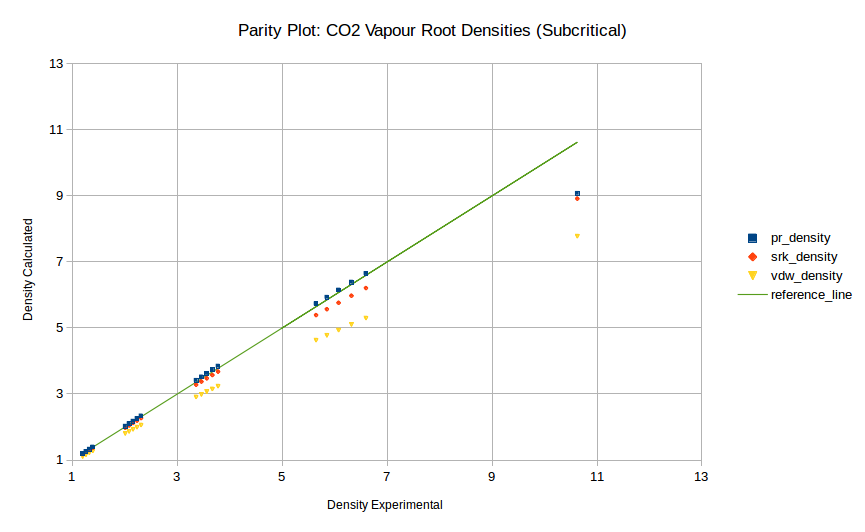 Parity Plot: CO2 Vapour Root Densities (Subcritical)
13
11
9
7
5
3
1
Density Calculated
1
3
5
7
9
11
13
Density Experimental
pr_density
srk_density
vdw_density
reference_line